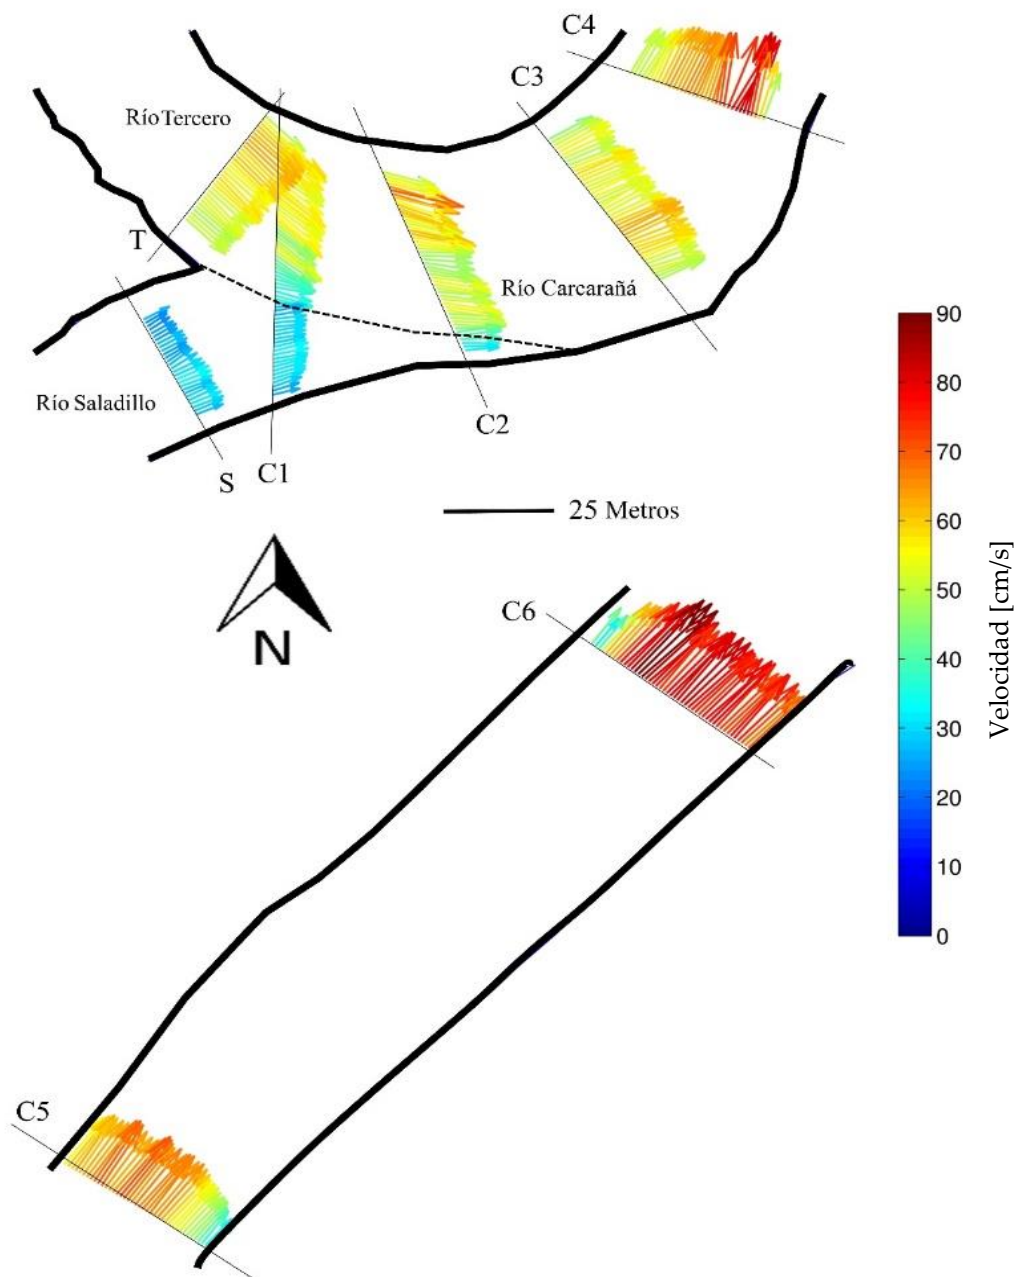 C4
C3
Río Tercero
T
Río Carcarañá
Río Saladillo
C2
C1
S
25 Metros
N
C6
C5
90
80
70
60
50
40
30
20
10
0
Velocidad [cm/s]